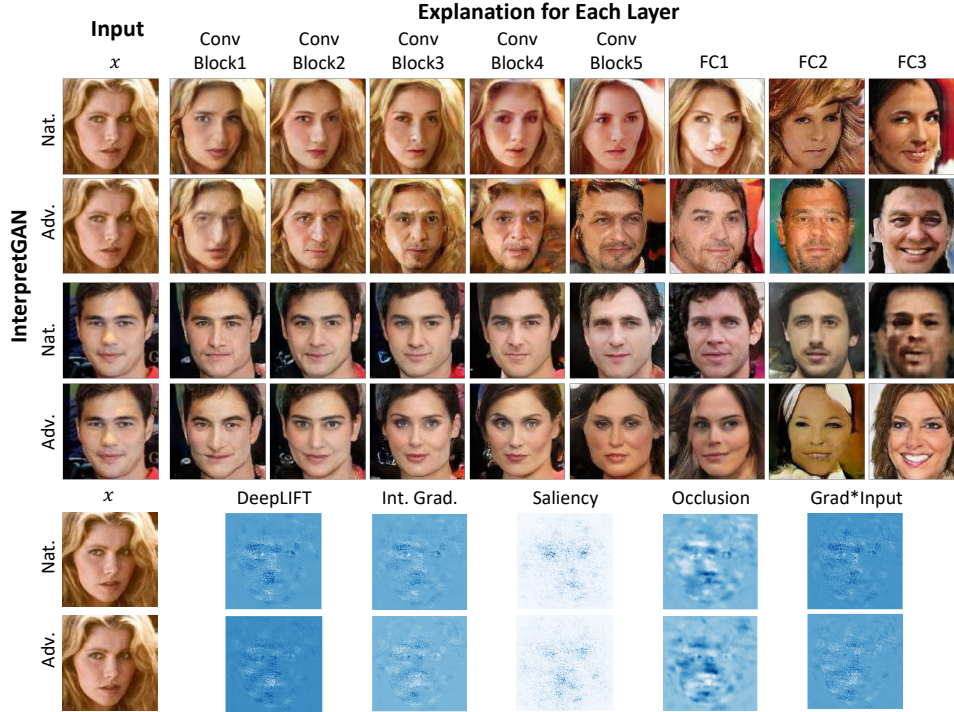 Explanation for Each Layer
Input
x
Conv
Block1
Conv
Block2
Conv
Block3
Conv
Block4
Conv
Block5
FC1
FC2
FC3
InterpretGAN
Nat.
Adv.
Nat.
Adv.
x
DeepLIFT
Int. Grad.
Saliency
Occlusion
Grad*Input
Nat.
Adv.